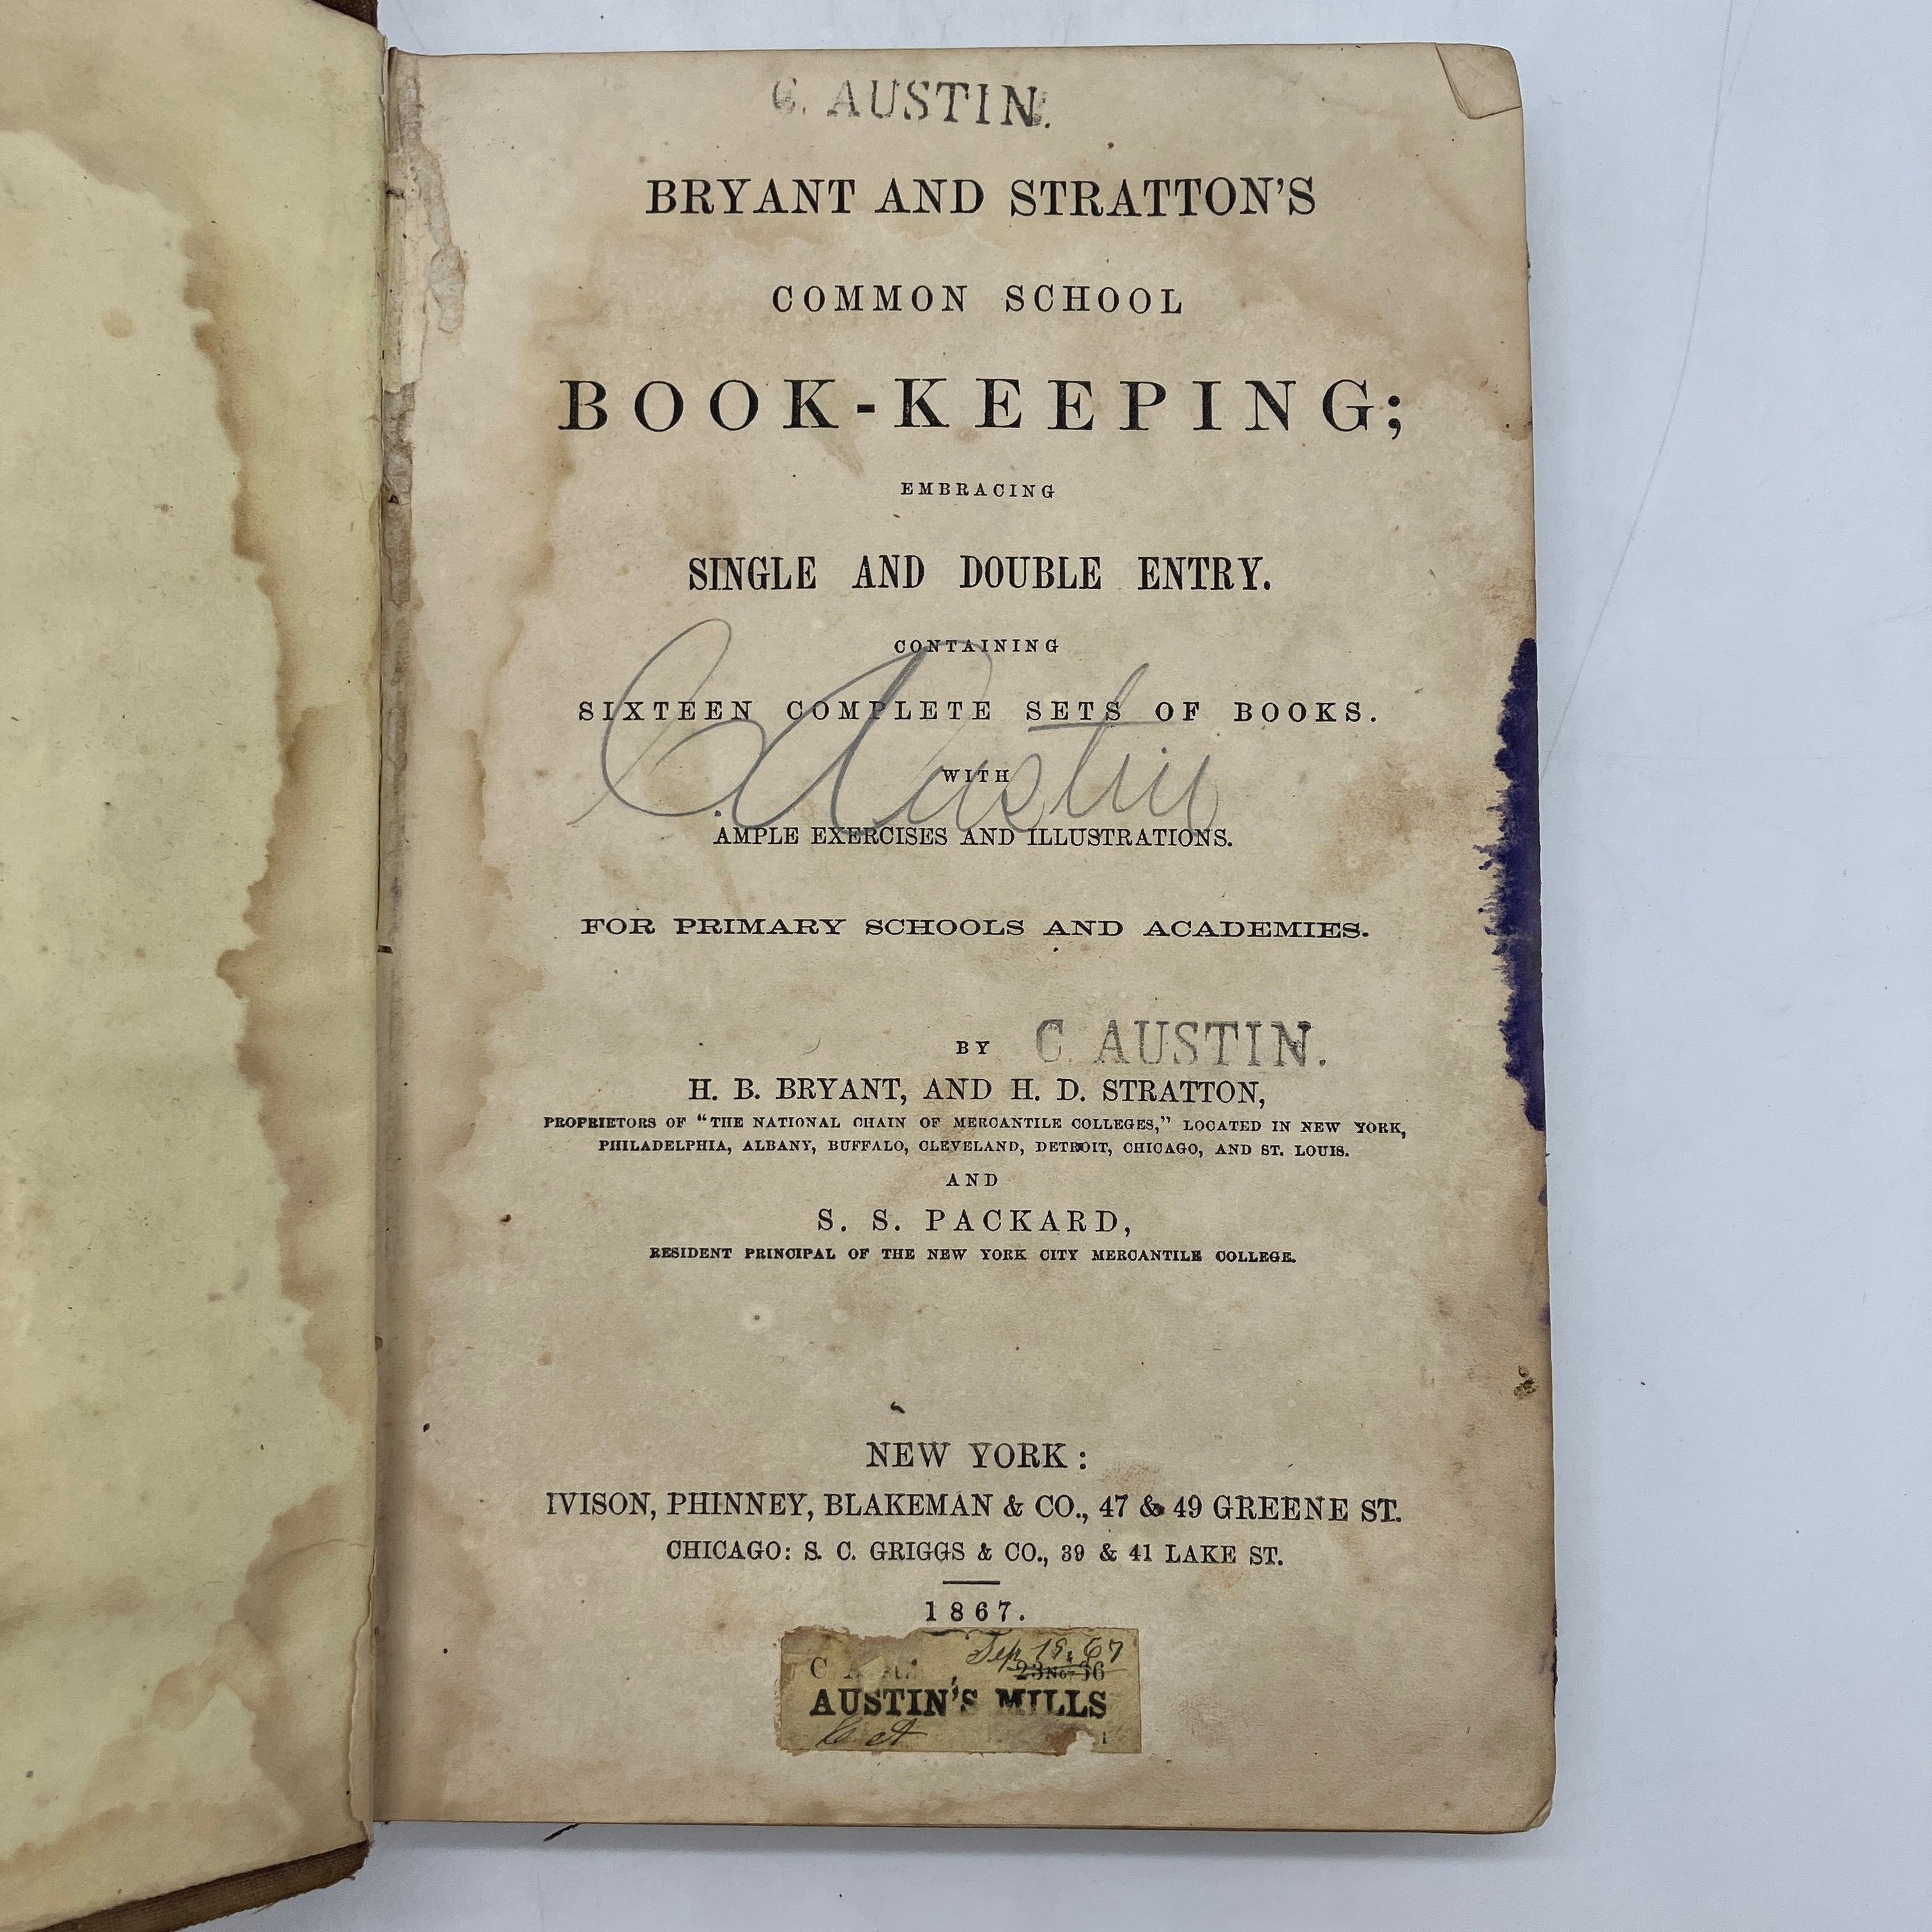 C. AUSTIN.
BRYANT AND STRATTON'S
COMMON SCHOOL
BOOK-KEEPING;
EMBRACING
SINGLE AND DOUBLE ENTRY.
CONTAINING
SIXTEEN COMPLETE SETS OF BOOKS.
C. Austin
WITH
AMPLE EXERCISES AND ILLUSTRATIONS.
FOR PRIMARY SCHOOLS AND ACADEMIES.
BY C AUSTIN.
H. B. BRYANT, AND H. D. STRATTON,
PROPRIETORS OF "THE NATIONAL CHAIN OF MERCANTILE COLLEGES," LOCATED IN NEW YORK,
PHILADELPHIA, ALBANY, BUFFALO, CLEVELAND, DETROIT, CHICAGO, AND ST. LOUIS.
AND
S. S. PACKARD,
RESIDENT PRINCIPAL OF THE NEW YORK CITY MERCANTILE COLLEGE.
NEW YORK:
IVISON, PHINNEY, BLAKEMAN & CO., 47 & 49 GREENE ST.
CHICAGO: S. C. GRIGGS & CO., 39 & 41 LAKE ST.
1867.
Sep 19, 67
AUSTIN'S MILLS